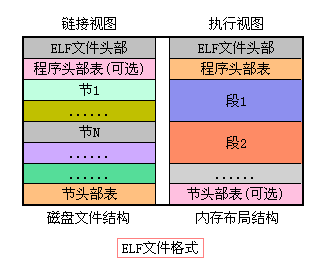 链接视图
执行视图
ELF文件头部
ELF文件头部
程序头部表(可选)
程序头部表
节1
......
段1
节N
......
段2
......
......
节头部表
节头部表(可选)
磁盘文件结构
内存布局结构
ELF文件格式